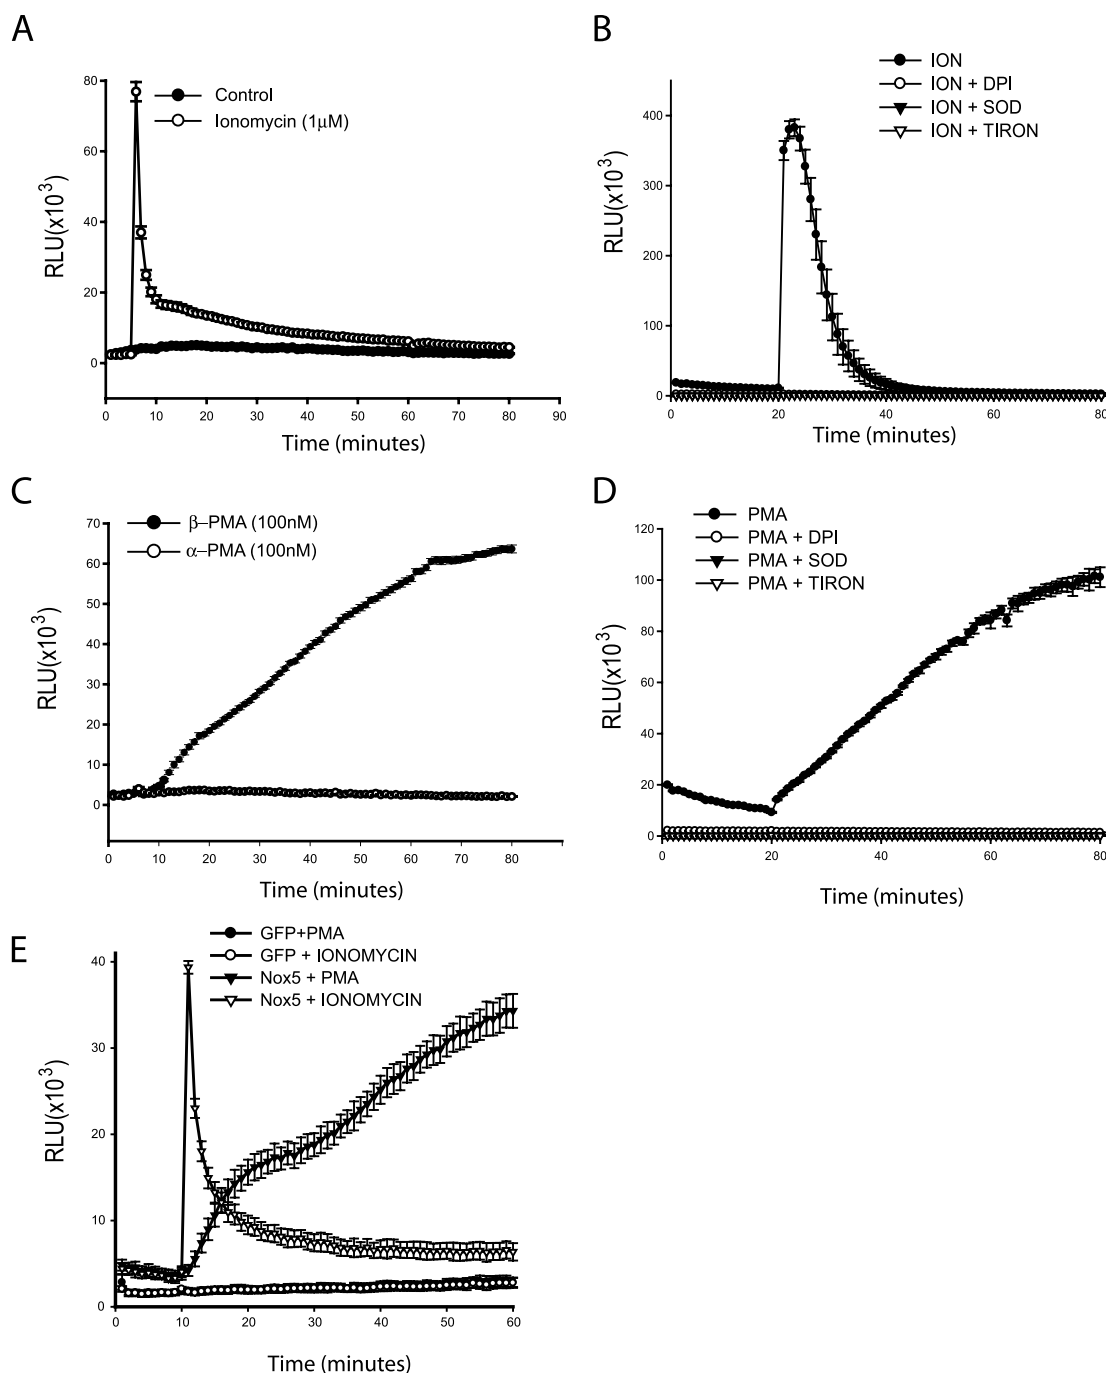 A
Control
Ionomycin (1μM)
80
60
40
20
0
RLU(x10³)
0 10 20 30 40 50 60 70 80 90
Time (minutes)
B
ION
ION + DPI
ION + SOD
ION + TIRON
400
300
200
100
0
RLU(x10³)
0 20 40 60 80
Time (minutes)
C
β–PMA (100nM)
α–PMA (100nM)
70
60
50
40
30
20
10
0
RLU(x10³)
0 10 20 30 40 50 60 70 80
Time (minutes)
D
PMA
PMA + DPI
PMA + SOD
PMA + TIRON
120
100
80
60
40
20
0
RLU(x10³)
0 20 40 60 80
Time (minutes)
E
GFP+PMA
GFP + IONOMYCIN
Nox5 + PMA
Nox5 + IONOMYCIN
40
30
20
10
0
RLU(x10³)
0 10 20 30 40 50 60
Time (minutes)